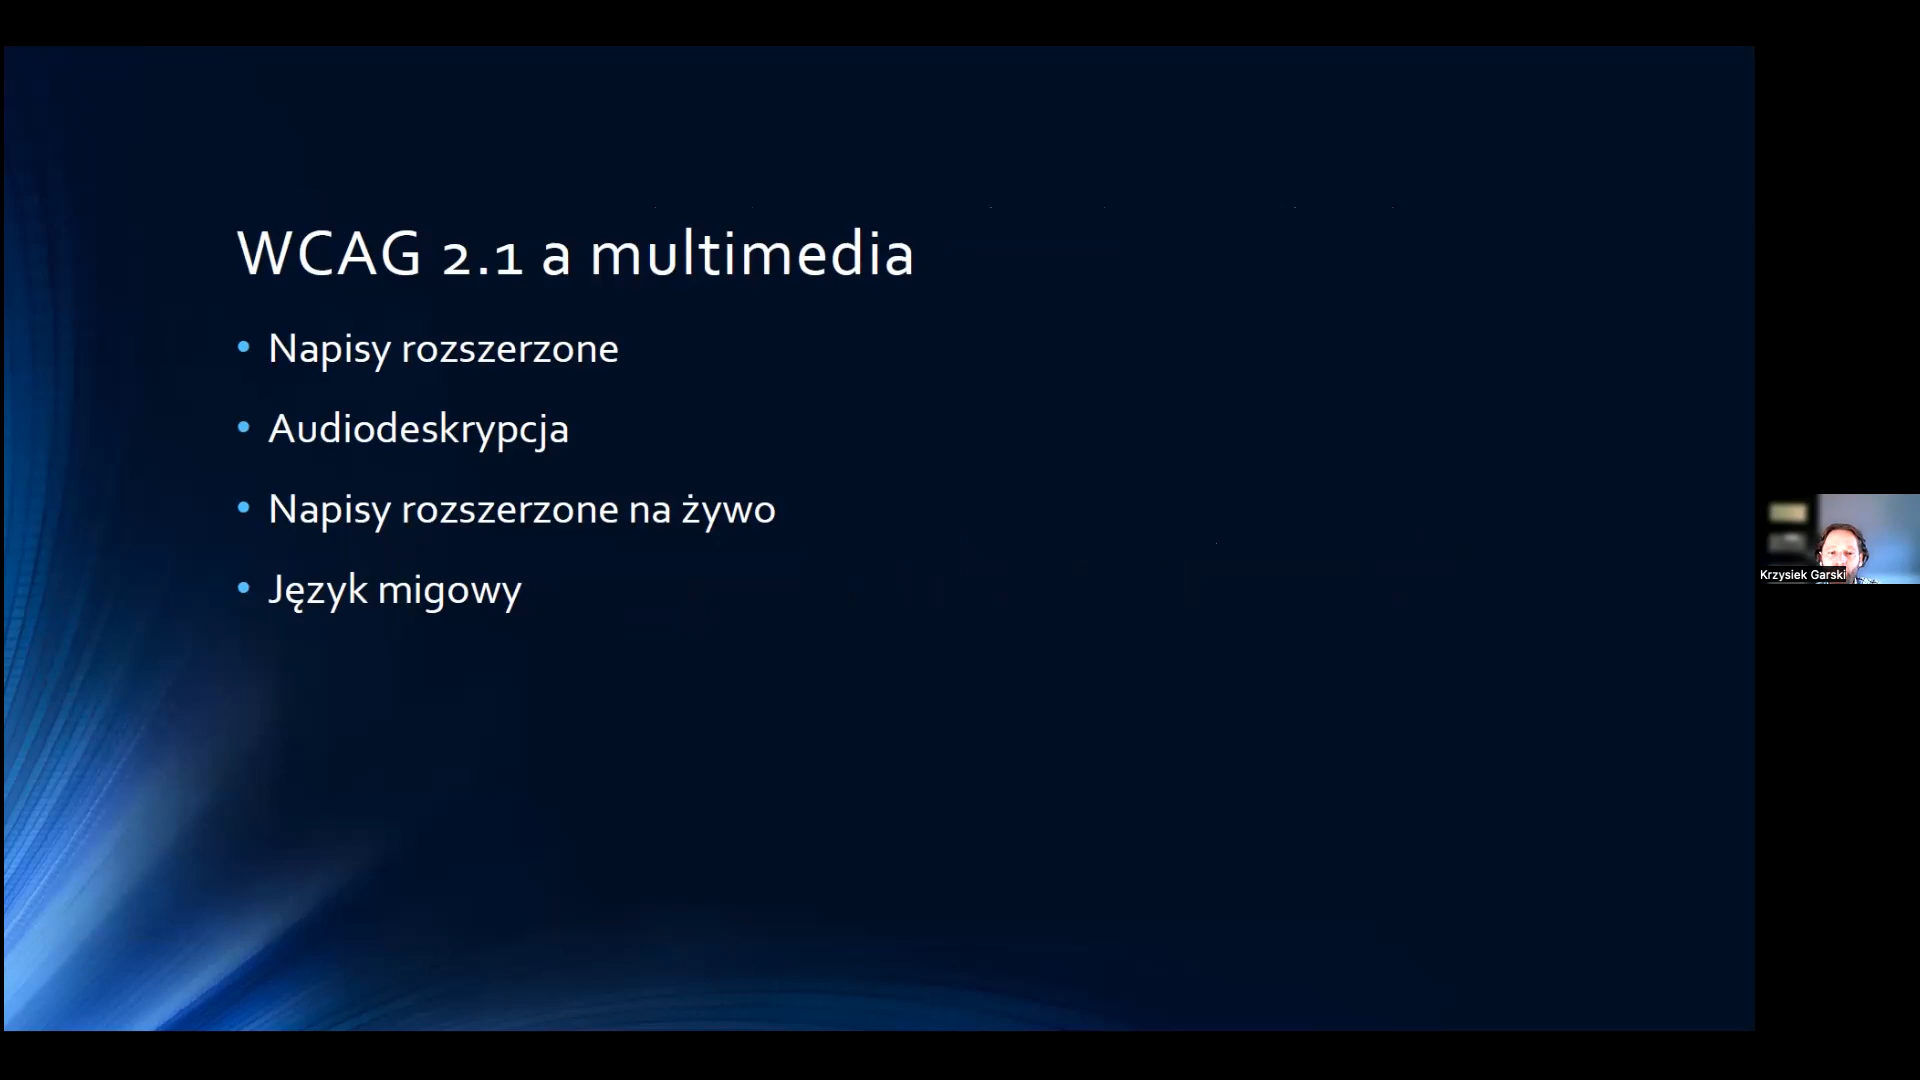 WCAG 2.1 a multimedia
• Napisy rozszerzone
• Audiodeskrypcja
• Napisy rozszerzone na żywo
• Język migowy
Krzysiek Garski